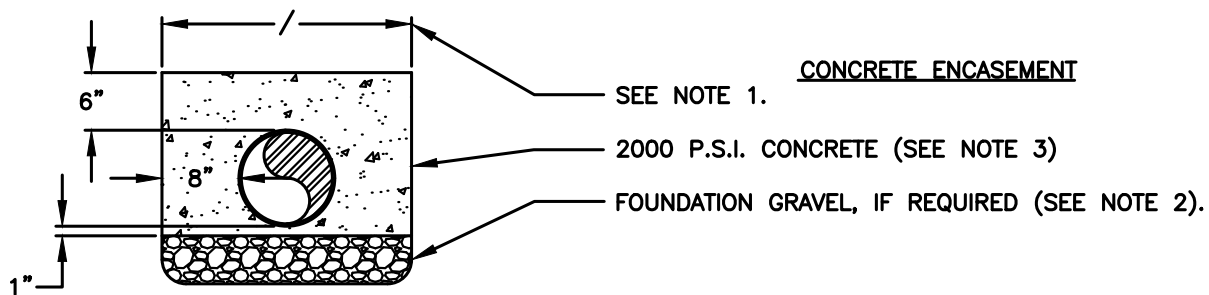 CONCRETE ENCASEMENT
6”
SEE NOTE 1.
2000 P.S.I. CONCRETE (SEE NOTE 3)
8”
FOUNDATION GRAVEL, IF REQUIRED (SEE NOTE 2).
1”